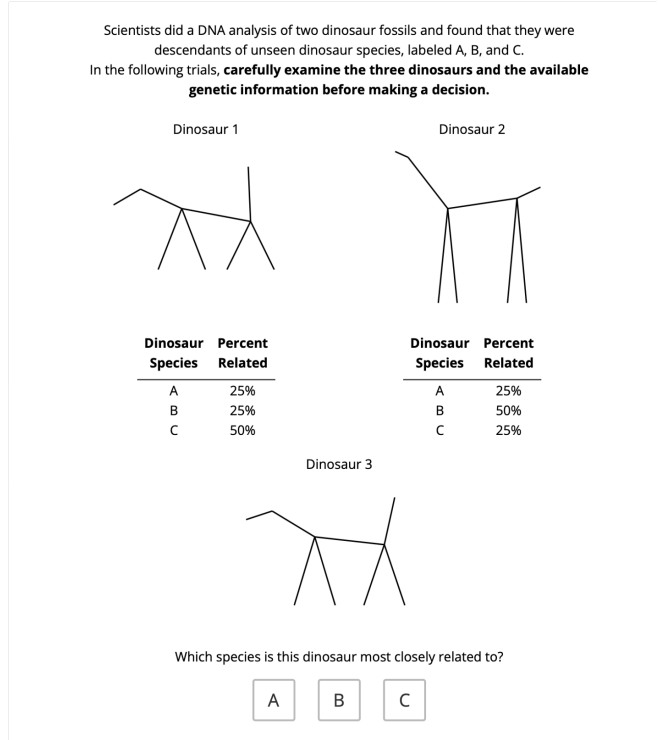 Scientists did a DNA analysis of two dinosaur fossils and found that they were
descendants of unseen dinosaur species, labeled A, B, and C.
In the following trials, carefully examine the three dinosaurs and the available
genetic information before making a decision.
Dinosaur 1
Dinosaur 2
Dinosaur Percent
Species Related
A 25%
B 25%
C 50%
Dinosaur Percent
Species Related
A 25%
B 50%
C 25%
Dinosaur 3
Which species is this dinosaur most closely related to?
A B C